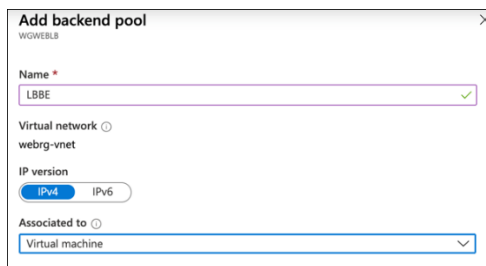 Add backend pool
WGWEBLB
Name *
LBBE
Virtual network
webrg-vnet
IP version
IPv4 IPv6
Associated to
Virtual machine